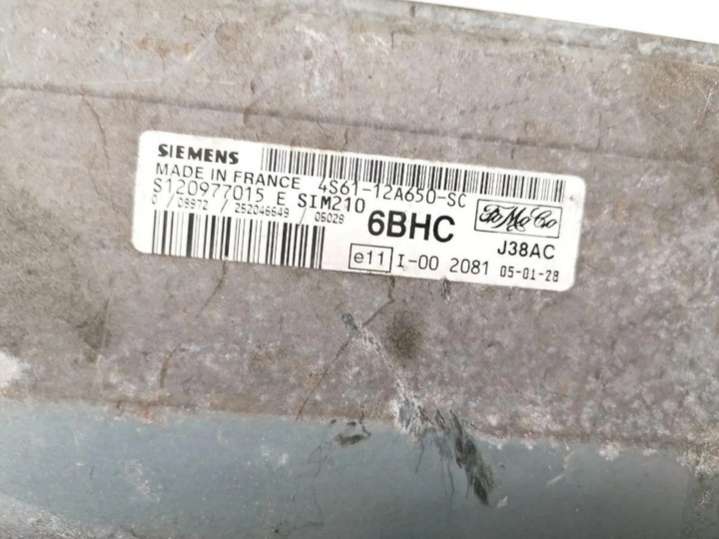 SIEMENS
MADE IN FRANCE 4S61-12A650-SC
S120977015 E SIM210
0 / 09972 / 252046649 / 05028
6BHC FoMoCo
J38AC
e11 I-00 2081 05-01-28